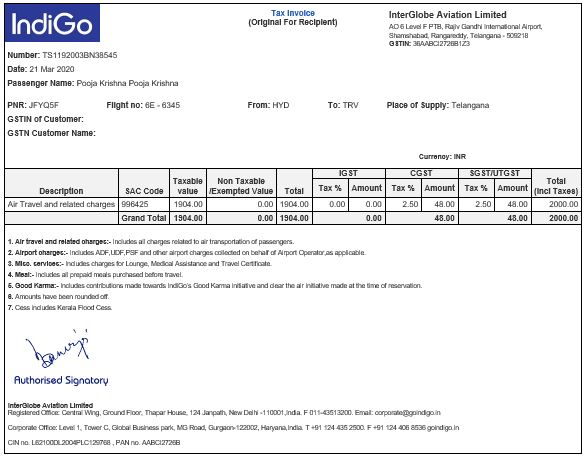 IndiGo
Tax Invoice
(Original For Recipient)
InterGlobe Aviation Limited
AO 6 Level F PTB, Rajiv Gandhi International Airport,
Shamshabad, Rangareddy, Telangana - 509218
GSTIN: 36AABCI2726B1Z3
Number: TS1192003BN38545
Date: 21 Mar 2020
Passenger Name: Pooja Krishna Pooja Krishna
PNR: JFYQ5F Flight no: 6E - 6345 From: HYD To: TRV Place of Supply: Telangana
GSTIN of Customer:
GSTN Customer Name:
Currency: INR
Description SAC Code Taxable value Non Taxable /Exempted Value Total IGST Tax % Amount CGST Tax % Amount SGST/UTGST Tax % Amount Total (Incl Taxes)
Air Travel and related charges 996425 1904.00 0.00 1904.00 0.00 0.00 2.50 48.00 2.50 48.00 2000.00
Grand Total 1904.00 0.00 1904.00 0.00 48.00 48.00 2000.00
1. Air travel and related charges:- Includes all charges related to air transportation of passengers.
2. Airport charges:- Includes ADF,UDF,PSF and other airport charges collected on behalf of Airport Operator,as applicable.
3. Misc. services:- Includes charges for Lounge, Medical Assistance and Travel Certificate.
4. Meal:- Includes all prepaid meals purchased before travel.
5. Good Karma:- Includes contributions made towards IndiGo's Good Karma initiative and clear the air initiative made at the time of reservation.
6. Amounts have been rounded off.
7. Cess includes Kerala Flood Cess.
Authorised Signatory
InterGlobe Aviation Limited
Registered Office: Central Wing, Ground Floor, Thapar House, 124 Janpath, New Delhi -110001,India. F 011-43513200. Email: corporate@goindigo.in
Corporate Office: Level 1, Tower C, Global Business park, MG Road, Gurgaon-122002, Haryana,India. T +91 124 435 2500. F +91 124 406 8536 goindigo.in
CIN no. L62100DL2004PLC129768 , PAN no. AABCI2726B